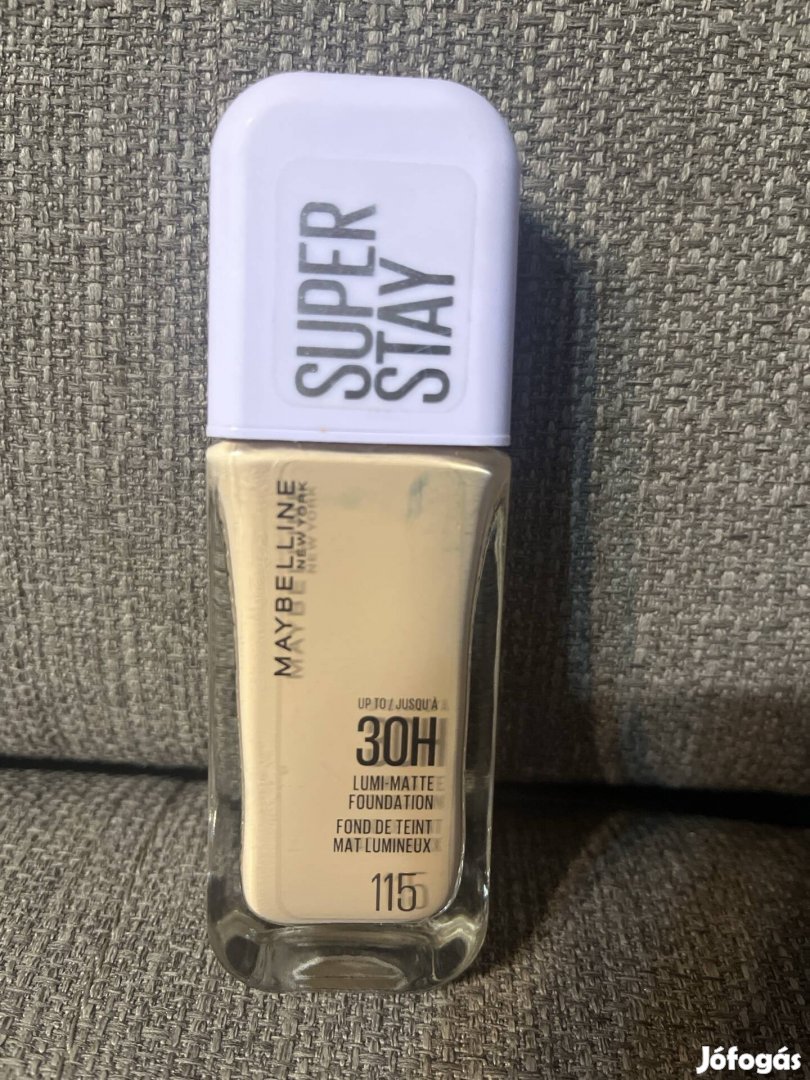 SUPER
STAY
MAYBELLINE
NEW YORK
UP TO / JUSQU'À
30H
LUMI-MATTE
FOUNDATION
FOND DE TEINT
MAT LUMINEUX
115
Jófogás